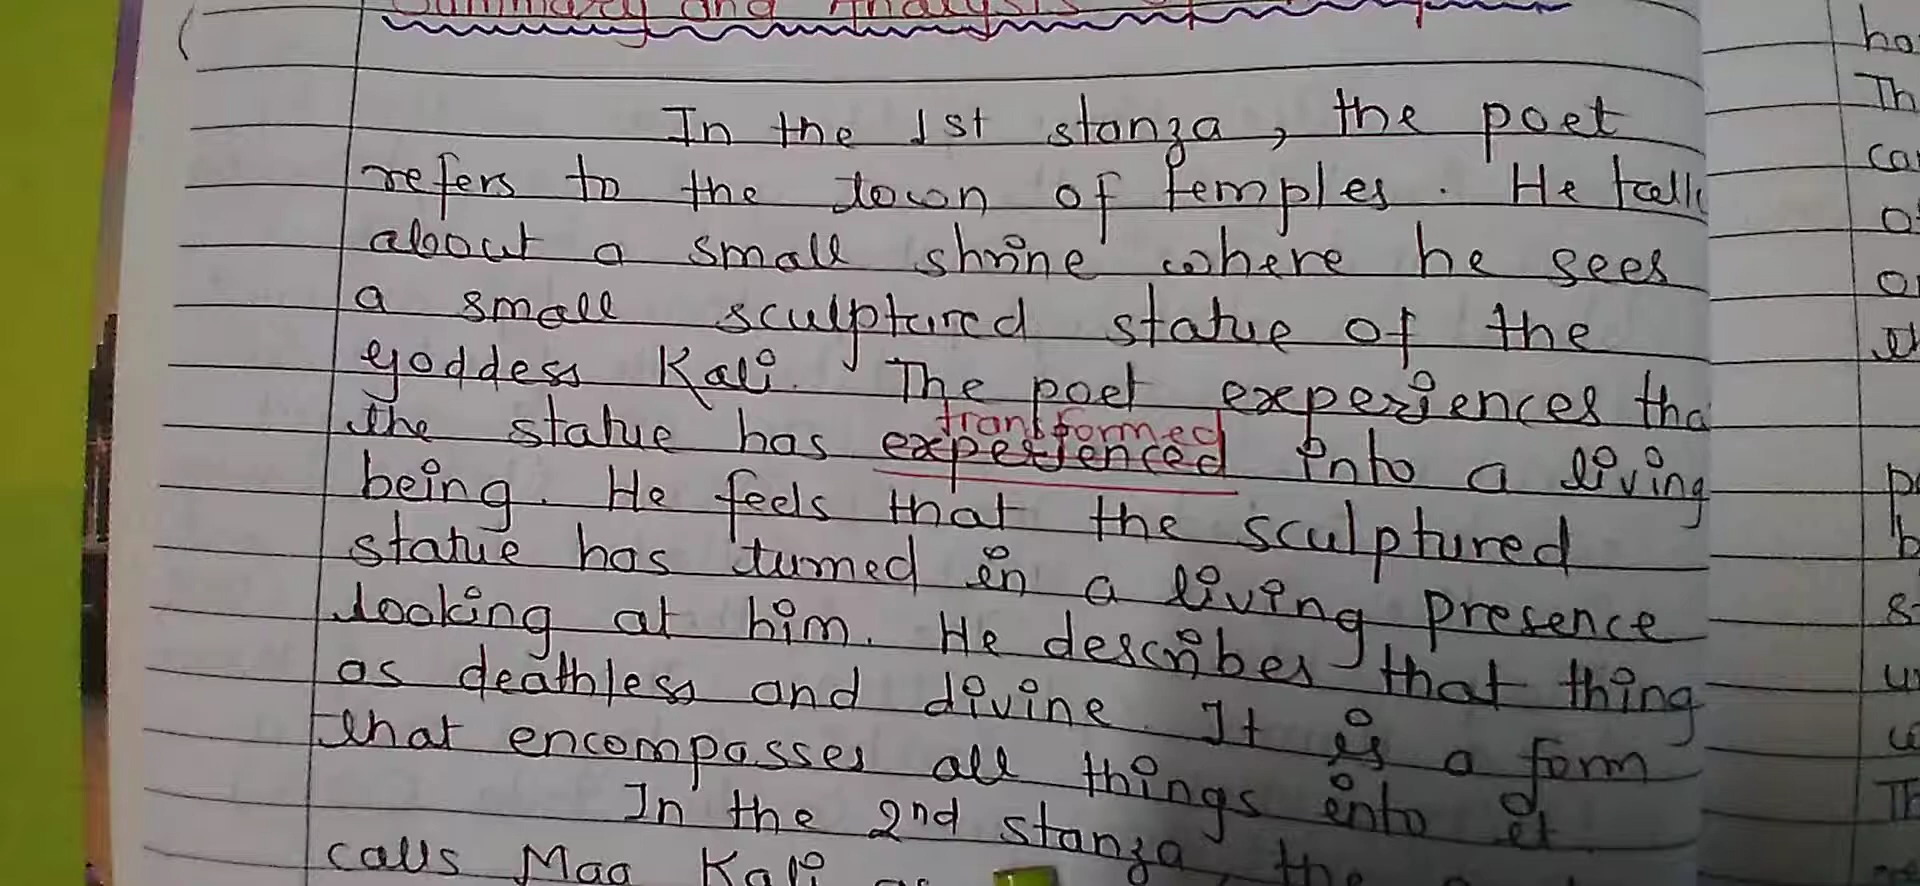 Summary and Analysis
In the 1st stanza, the poet
refers to the town of temples. He talk
about a small shrine where he sees
a small sculptured statue of the
goddess Kali. The poet experiences tha
transformed
the statue has experienced into a living
being. He feels that the sculptured
statue has turned in a living presence
looking at him. He describes that thing
as deathless and divine. It is a form
that encompasses all things into it.
In the 2nd stanza, the
calls Maa Kali as